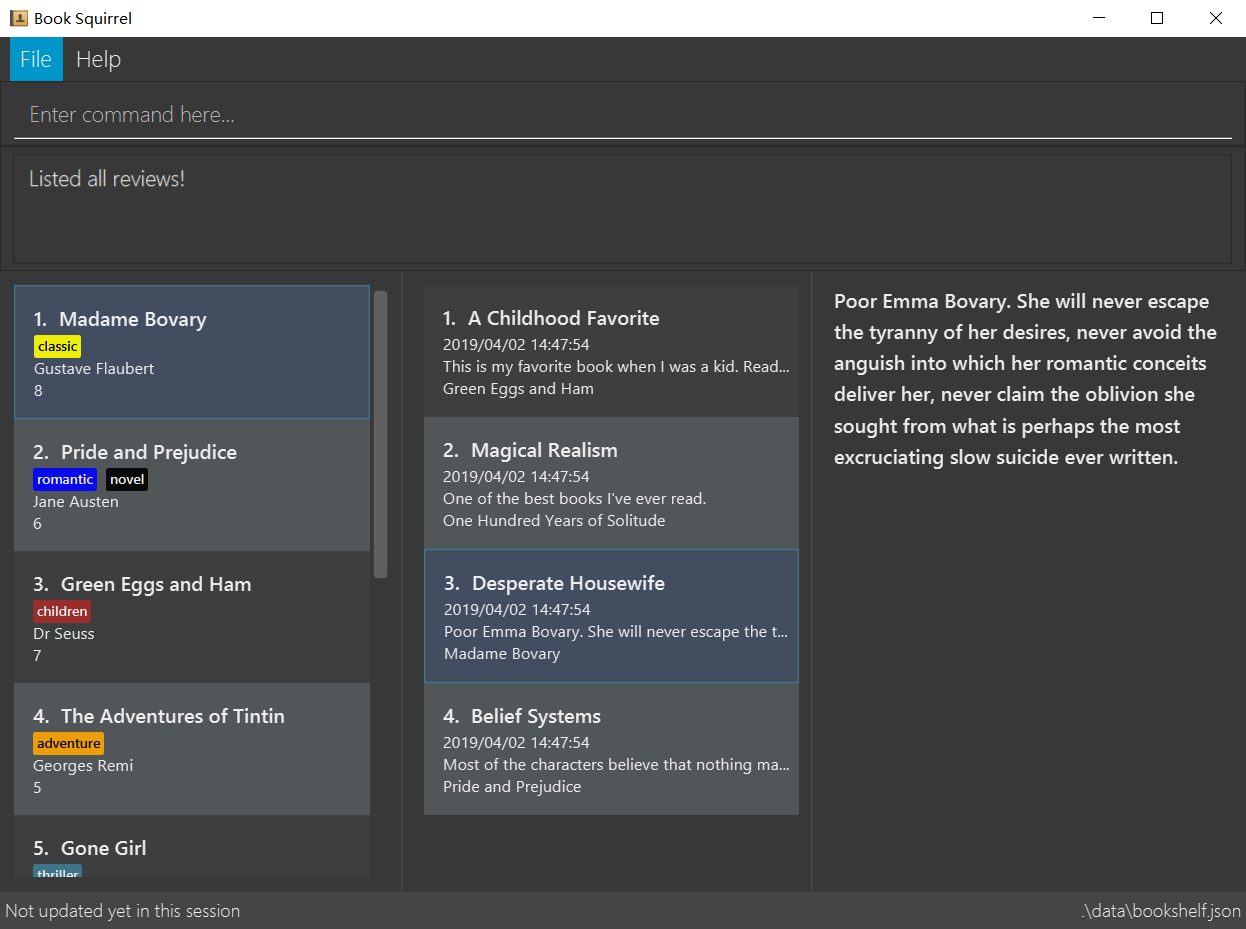 Book Squirrel
File Help
Enter command here...
Listed all reviews!
1. Madame Bovary
classic
Gustave Flaubert
8
2. Pride and Prejudice
romantic novel
Jane Austen
6
3. Green Eggs and Ham
children
Dr Seuss
7
4. The Adventures of Tintin
adventure
Georges Remi
5
5. Gone Girl
thriller
1. A Childhood Favorite
2019/04/02 14:47:54
This is my favorite book when I was a kid. Read...
Green Eggs and Ham
2. Magical Realism
2019/04/02 14:47:54
One of the best books I've ever read.
One Hundred Years of Solitude
3. Desperate Housewife
2019/04/02 14:47:54
Poor Emma Bovary. She will never escape the t...
Madame Bovary
4. Belief Systems
2019/04/02 14:47:54
Most of the characters believe that nothing ma...
Pride and Prejudice
Poor Emma Bovary. She will never escape
the tyranny of her desires, never avoid the
anguish into which her romantic conceits
deliver her, never claim the oblivion she
sought from what is perhaps the most
excruciating slow suicide ever written.
Not updated yet in this session
.\data\bookshelf.json